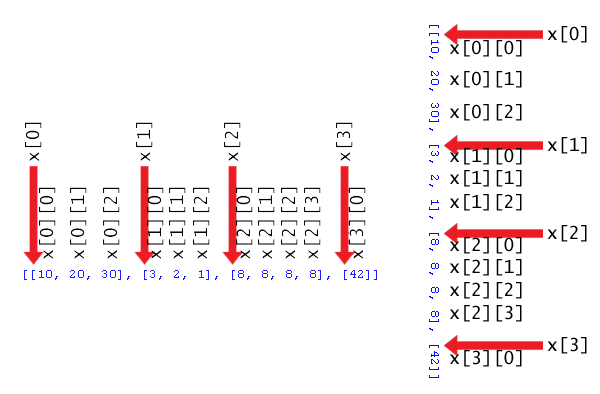 x[0]
x[1]
x[2]
x[3]
x[0][0]
x[0][1]
x[0][2]
x[1][0]
x[1][1]
x[1][2]
x[2][0]
x[2][1]
x[2][2]
x[2][3]
x[3][0]
[[10, 20, 30], [3, 2, 1], [8, 8, 8, 8], [42]]
[[10, 20, 30], [3, 2, 1], [8, 8, 8, 8], [42]]
x[0]
x[0][0]
x[0][1]
x[0][2]
x[1]
x[1][0]
x[1][1]
x[1][2]
x[2]
x[2][0]
x[2][1]
x[2][2]
x[2][3]
x[3]
x[3][0]